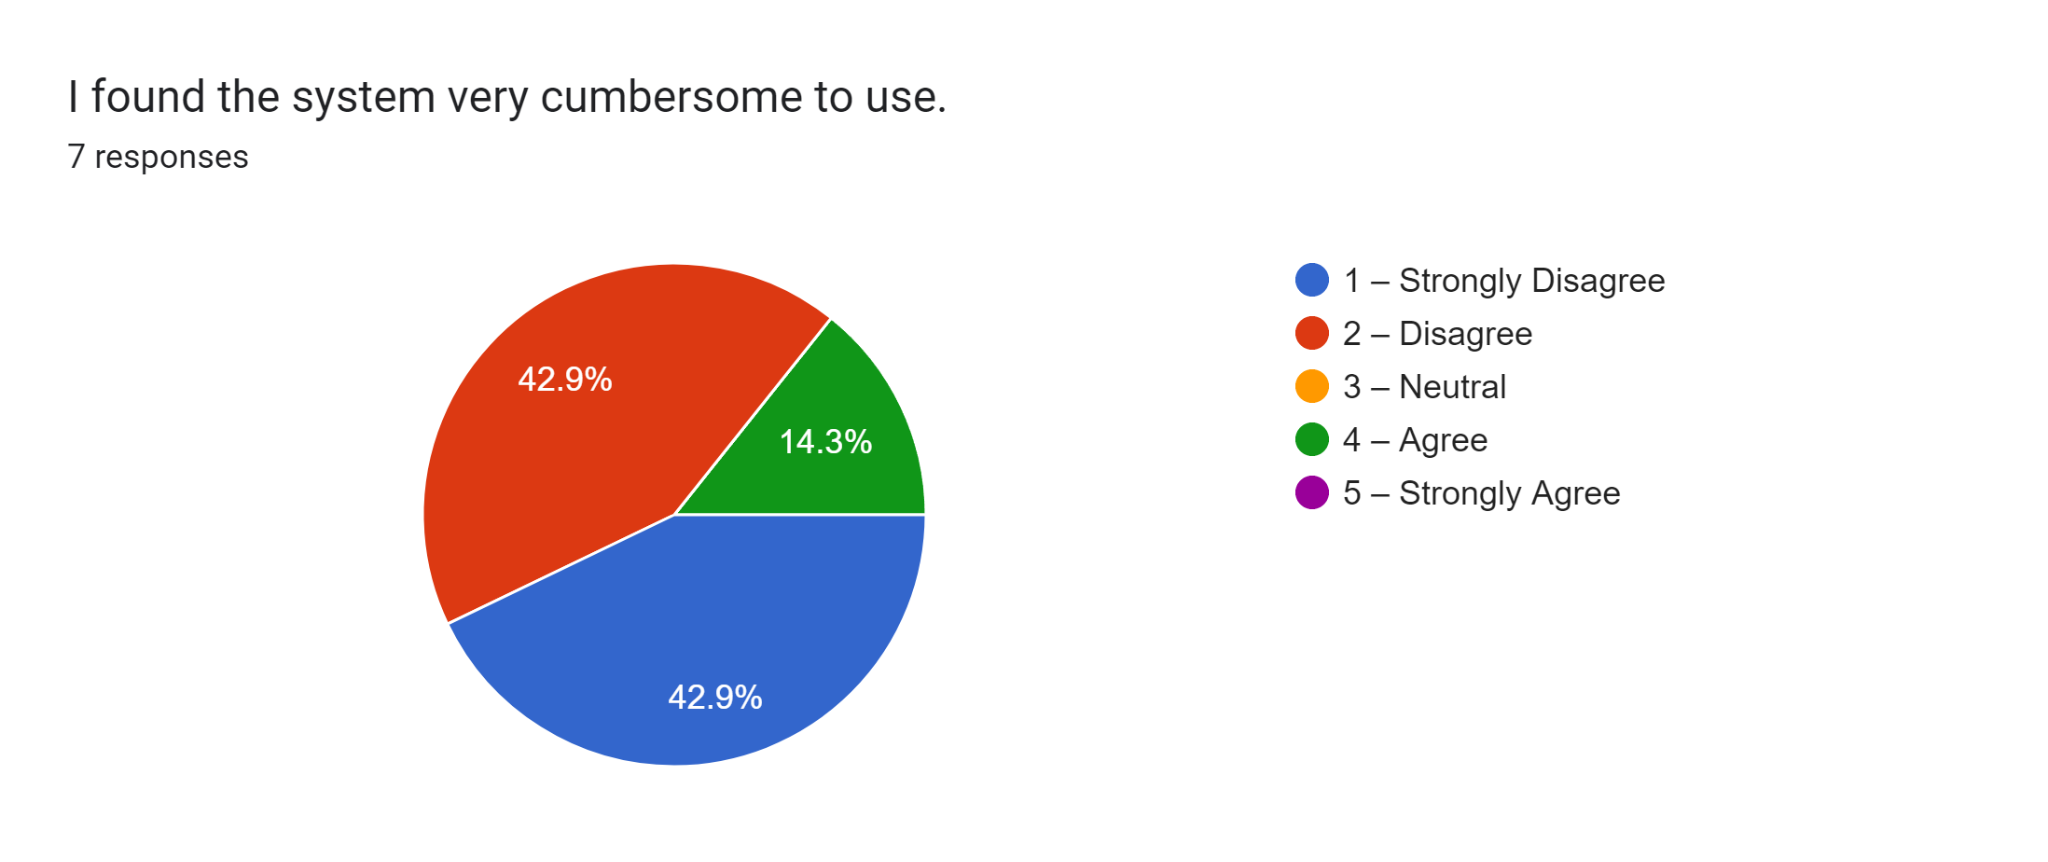 I found the system very cumbersome to use.
7 responses
42.9%
14.3%
42.9%
1 – Strongly Disagree
2 – Disagree
3 – Neutral
4 – Agree
5 – Strongly Agree